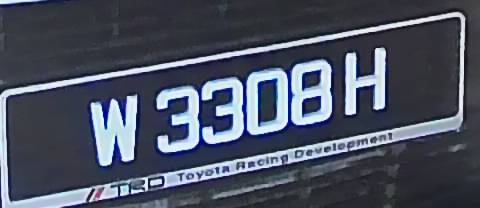 W 3308 H
TRD Toyota Racing Development